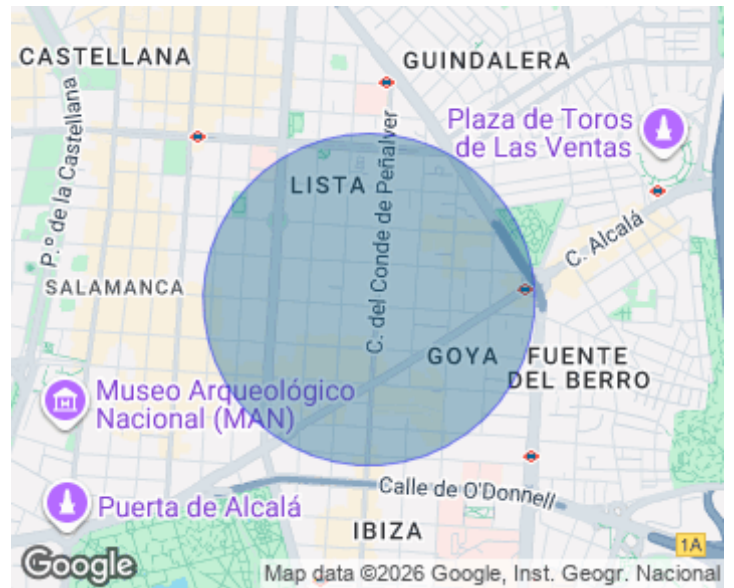 CASTELLANA
GUINDALERA
Plaza de Toros
de Las Ventas
P.º de la Castellana
LISTA
C. del Conde de Peñalver
C. Alcalá
SALAMANCA
GOYA
FUENTE
DEL BERRO
Museo Arqueológico
Nacional (MAN)
Calle de O'Donnell
Puerta de Alcalá
IBIZA
1A
Google
Map data ©2026 Google, Inst. Geogr. Nacional